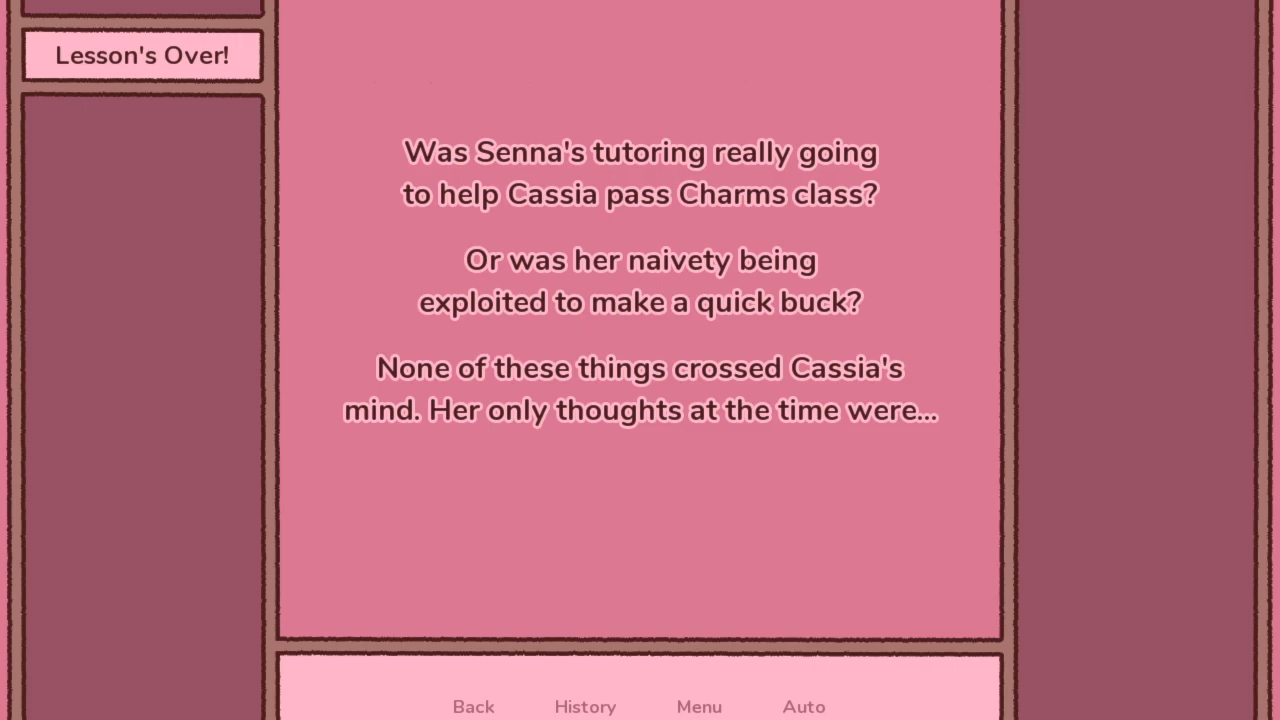 Lesson's Over!
Was Senna's tutoring really going
to help Cassia pass Charms class?
Or was her naivety being
exploited to make a quick buck?
None of these things crossed Cassia's
mind. Her only thoughts at the time were...
Back History Menu Auto